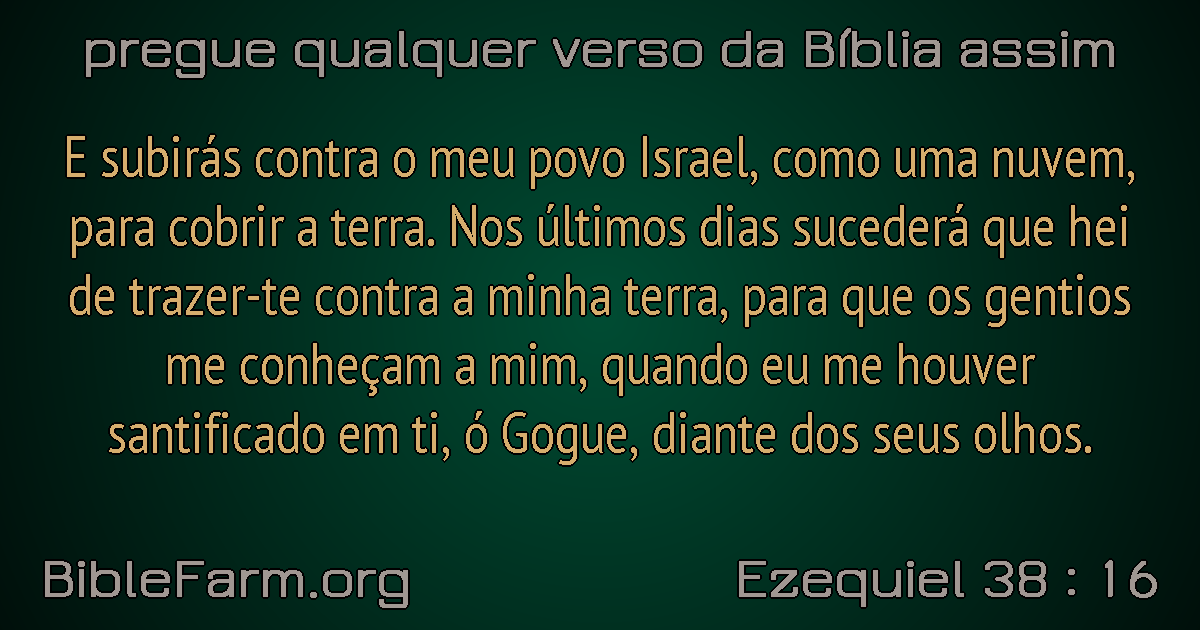 pregue qualquer verso da Bíblia assim
E subirás contra o meu povo Israel, como uma nuvem,
para cobrir a terra. Nos últimos dias sucederá que hei
de trazer-te contra a minha terra, para que os gentios
me conheçam a mim, quando eu me houver
santificado em ti, ó Gogue, diante dos seus olhos.
BibleFarm.org
Ezequiel 38 : 16